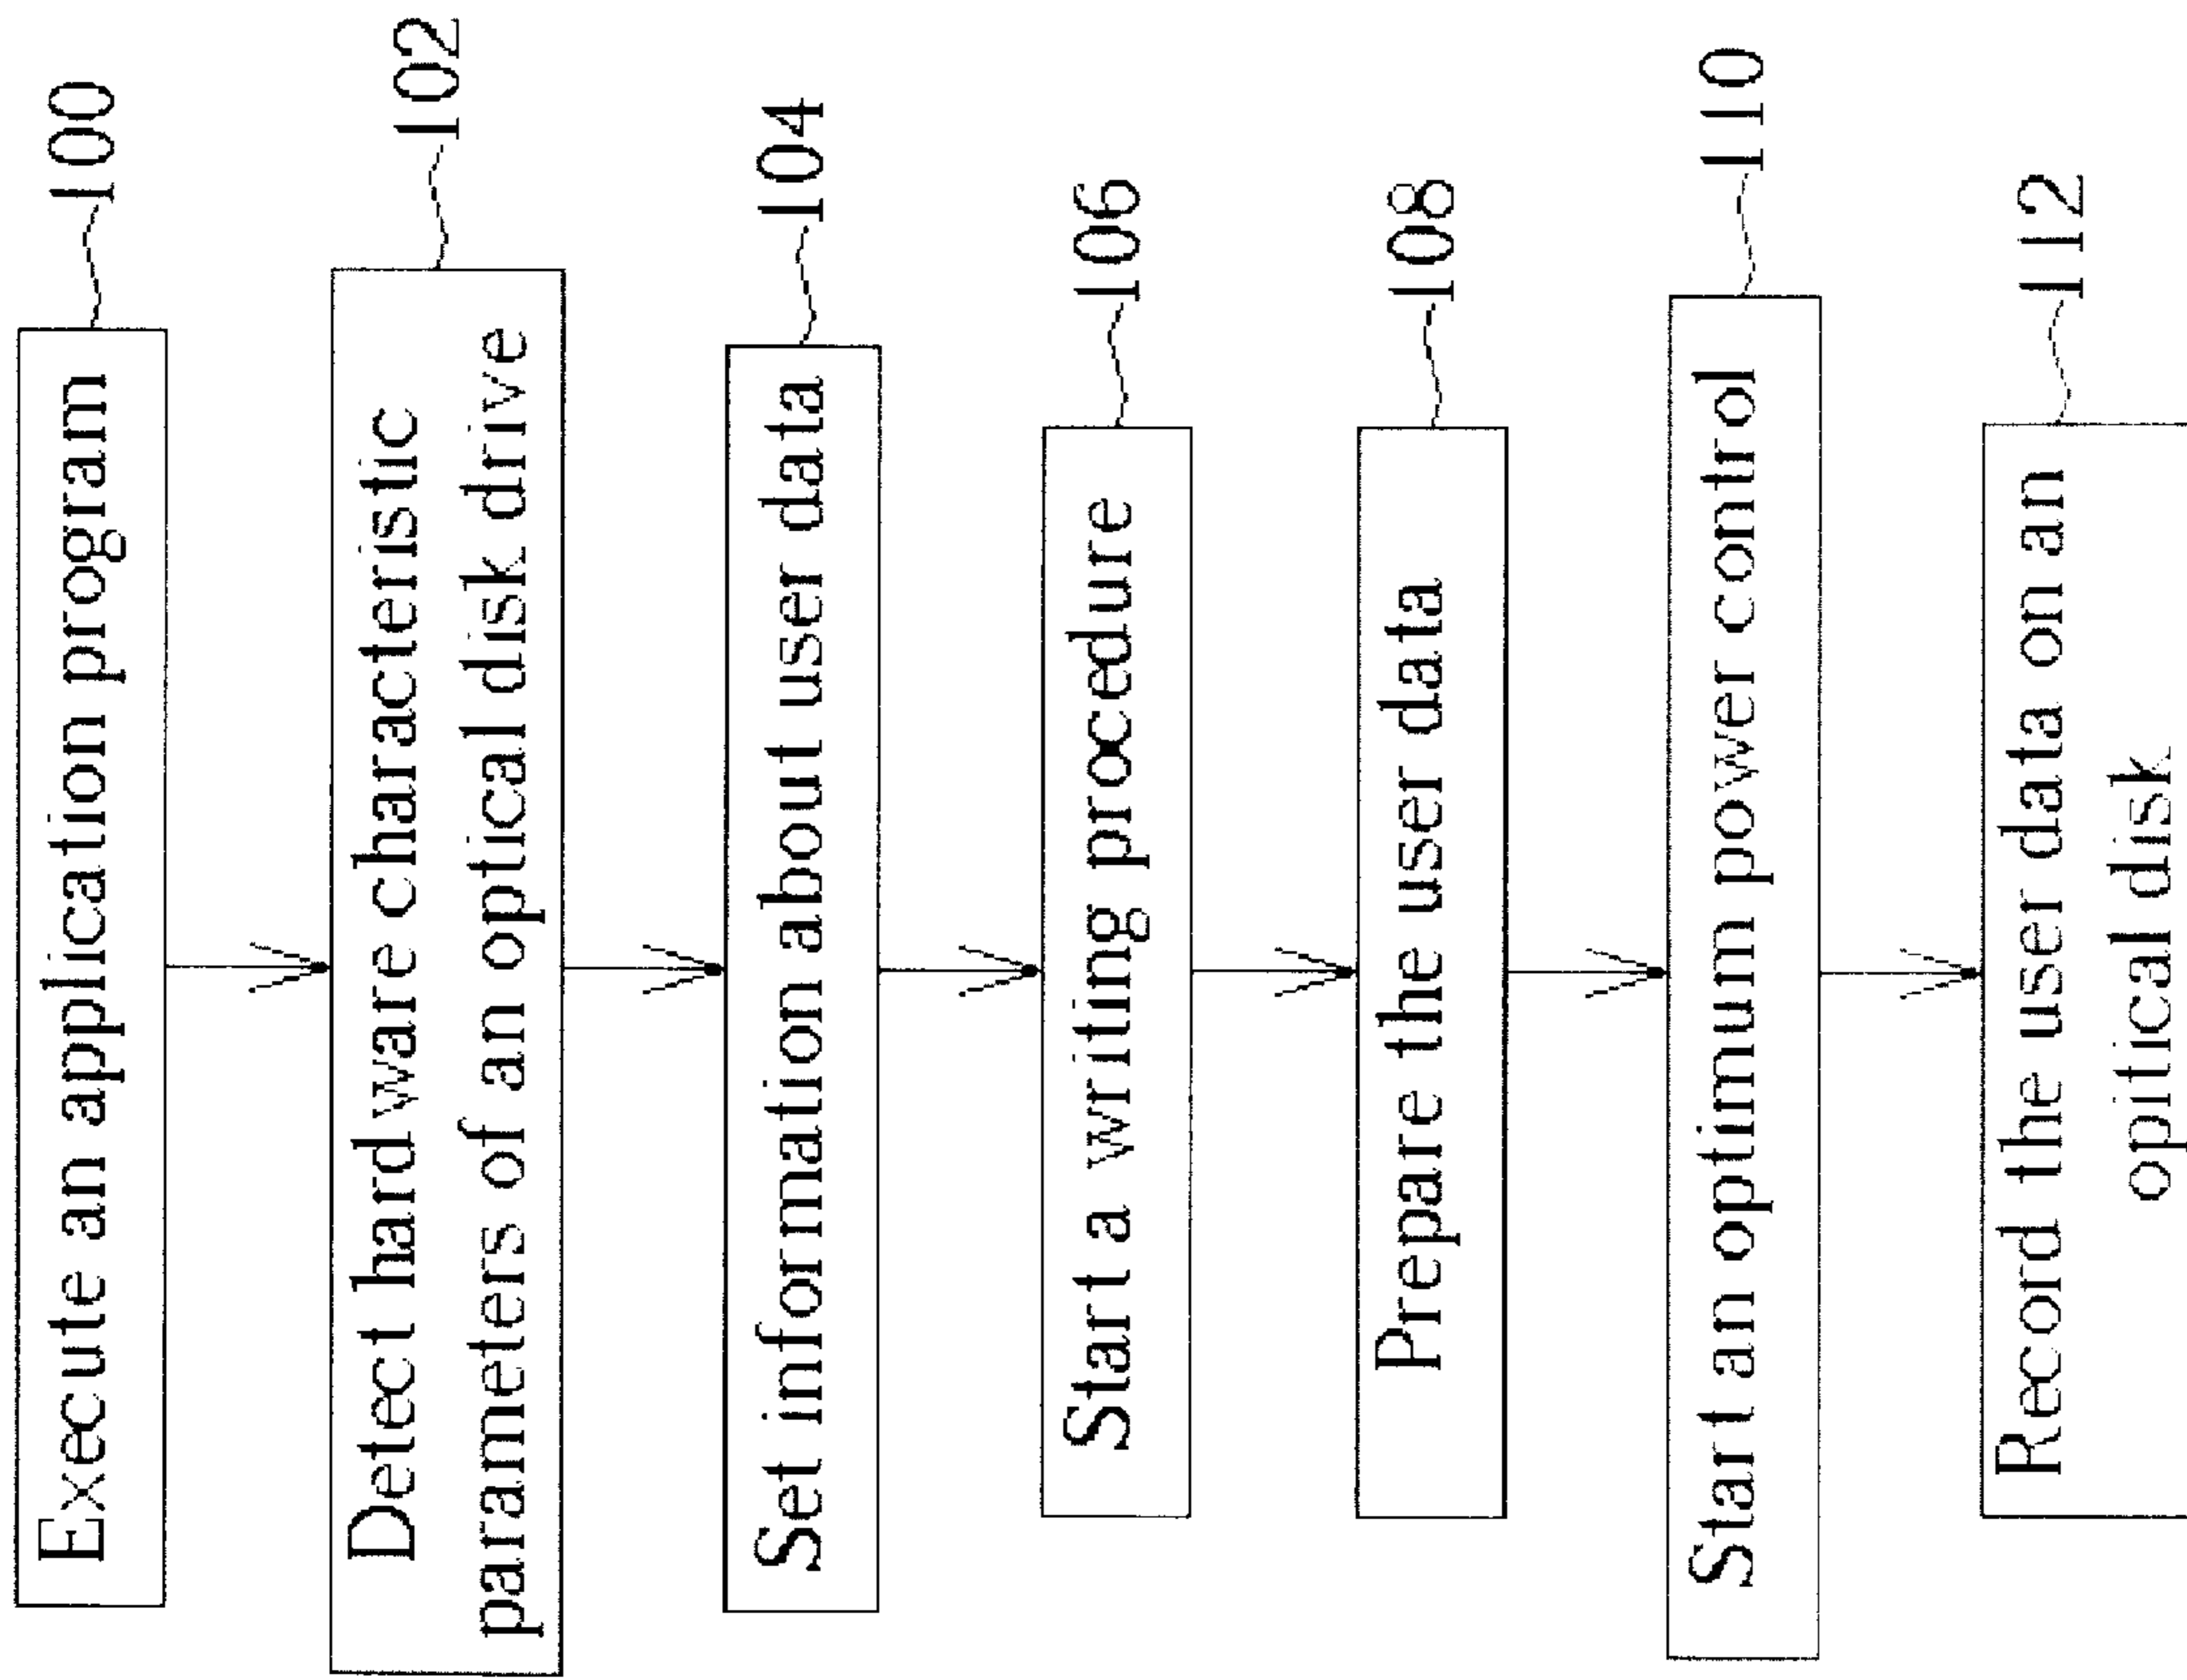 Execute an application program
100
Detect hardware characteristic
parameters of an optical disk drive
102
Set information about user data
104
Start a writing procedure
106
Prepare the user data
108
Start an optimum power control
110
Record the user data on an
opitical disk
112